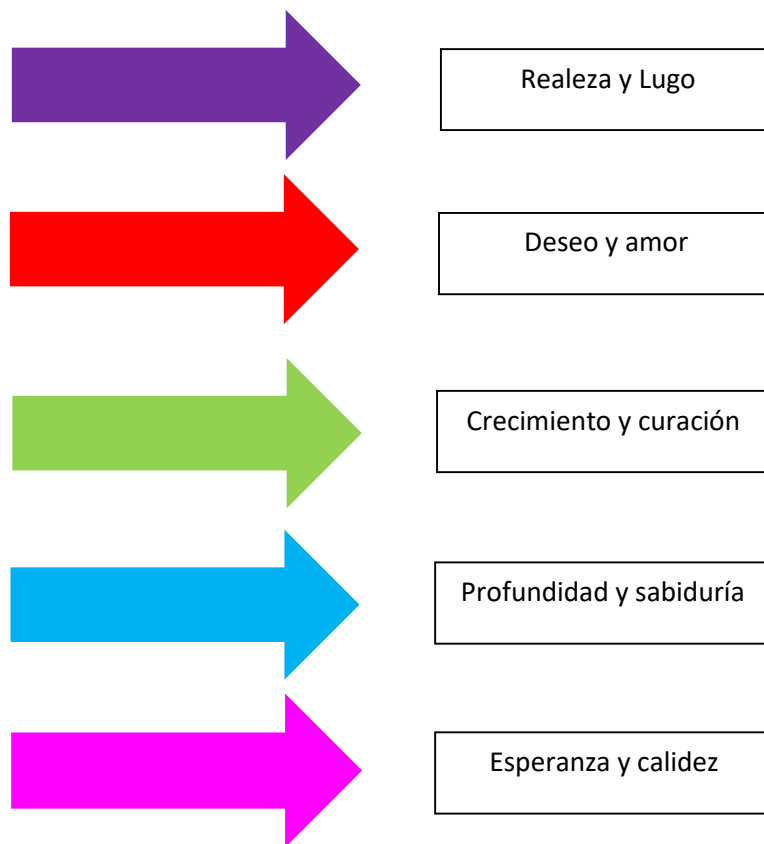 Realeza y Lugo
Deseo y amor
Crecimiento y curación
Profundidad y sabiduría
Esperanza y calidez